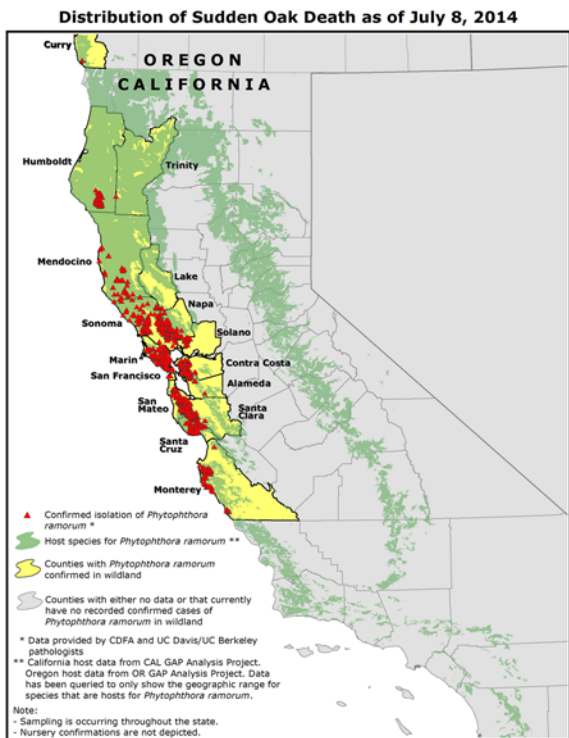 Distribution of Sudden Oak Death as of July 8, 2014
Curry
OREGON
CALIFORNIA
Humboldt
Trinity
Mendocino
Lake
Napa
Sonoma
Solano
Marin
Contra Costa
San Francisco
Alameda
San
Mateo
Santa
Clara
Santa
Cruz
Monterey
Confirmed isolation of Phytophthora
ramorum *
Host species for Phytophthora ramorum **
Counties with Phytophthora ramorum
confirmed in wildland
Counties with either no data or that currently
have no recorded confirmed cases of
Phytophthora ramorum in wildland
* Data provided by CDFA and UC Davis/UC Berkeley
pathologists
** California host data from CAL GAP Analysis Project.
Oregon host data from OR GAP Analysis Project. Data
has been queried to only show the geographic range for
species that are hosts for Phytophthora ramorum.
Note:
- Sampling is occurring throughout the state.
- Nursery confirmations are not depicted.